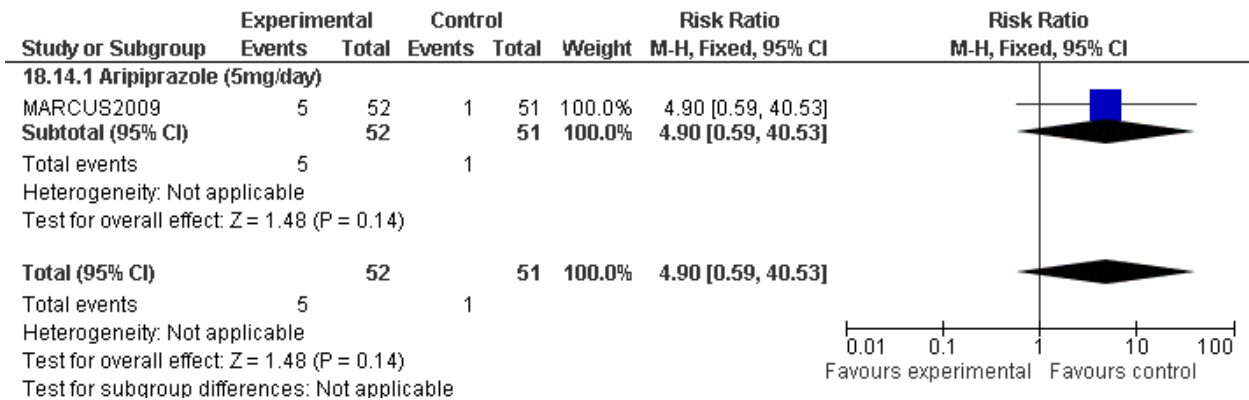 Experimental Control Risk Ratio Risk Ratio
Study or Subgroup Events Total Events Total Weight M-H, Fixed, 95% CI M-H, Fixed, 95% CI
18.14.1 Aripiprazole (5mg/day)
MARCUS2009 5 52 1 51 100.0% 4.90 [0.59, 40.53]
Subtotal (95% CI) 52 51 100.0% 4.90 [0.59, 40.53]
Total events 5 1
Heterogeneity: Not applicable
Test for overall effect: Z = 1.48 (P = 0.14)
Total (95% CI) 52 51 100.0% 4.90 [0.59, 40.53]
Total events 5 1
Heterogeneity: Not applicable
0.01 0.1 1 10 100
Test for overall effect: Z = 1.48 (P = 0.14)
Favours experimental Favours control
Test for subgroup differences: Not applicable